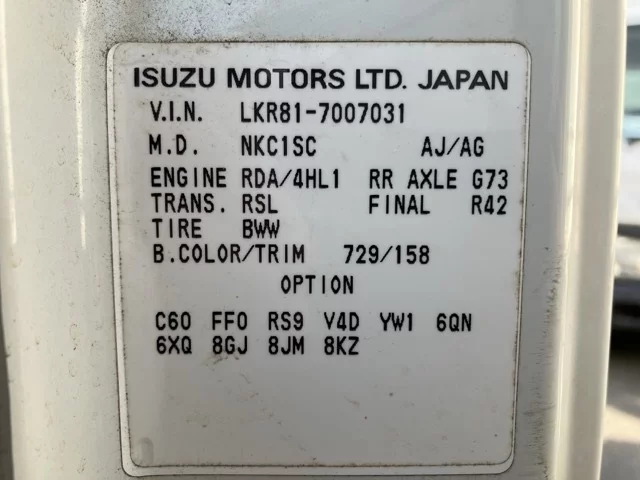 ISUZU MOTORS LTD. JAPAN
V.I.N. LKR81-7007031
M.D. NKC1SC AJ/AG
ENGINE RDA/4HL1 RR AXLE G73
TRANS. RSL FINAL R42
TIRE BWW
B.COLOR/TRIM 729/158
OPTION
C60 FF0 RS9 V4D YW1 6QN
6XQ 8GJ 8JM 8KZ